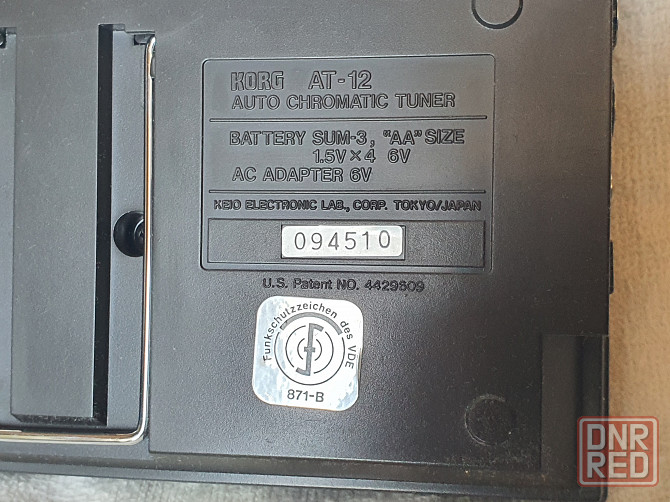 KORG AT-12
AUTO CHROMATIC TUNER
BATTERY SUM-3, "AA" SIZE
1.5V×4 6V
AC ADAPTER 6V
KEIO ELECTRONIC LAB., CORP. TOKYO/JAPAN
094510
U.S. Patent NO. 4429609
Funkschutzzeichen des VDE
871-B
DNR
RED